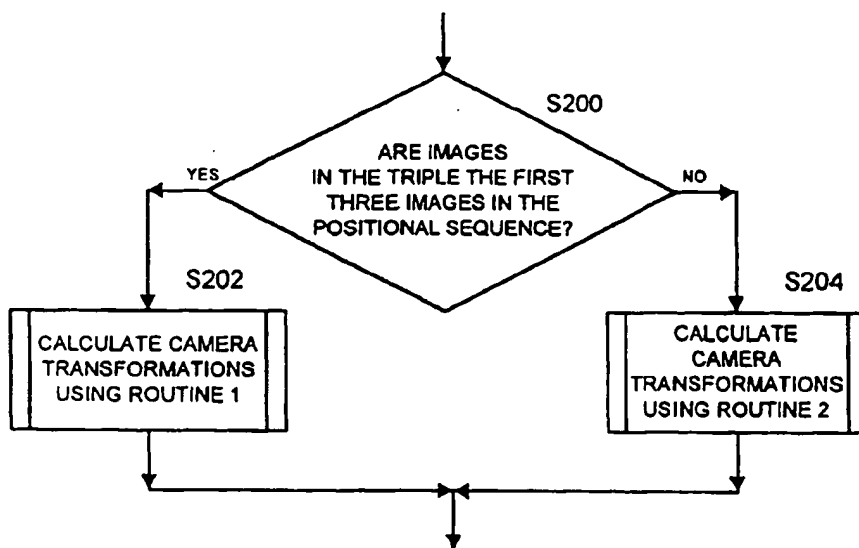 S200
ARE IMAGES
IN THE TRIPLE THE FIRST
THREE IMAGES IN THE
POSITIONAL SEQUENCE?
YES
NO
S202
CALCULATE CAMERA
TRANSFORMATIONS
USING ROUTINE 1
S204
CALCULATE
CAMERA
TRANSFORMATIONS
USING ROUTINE 2